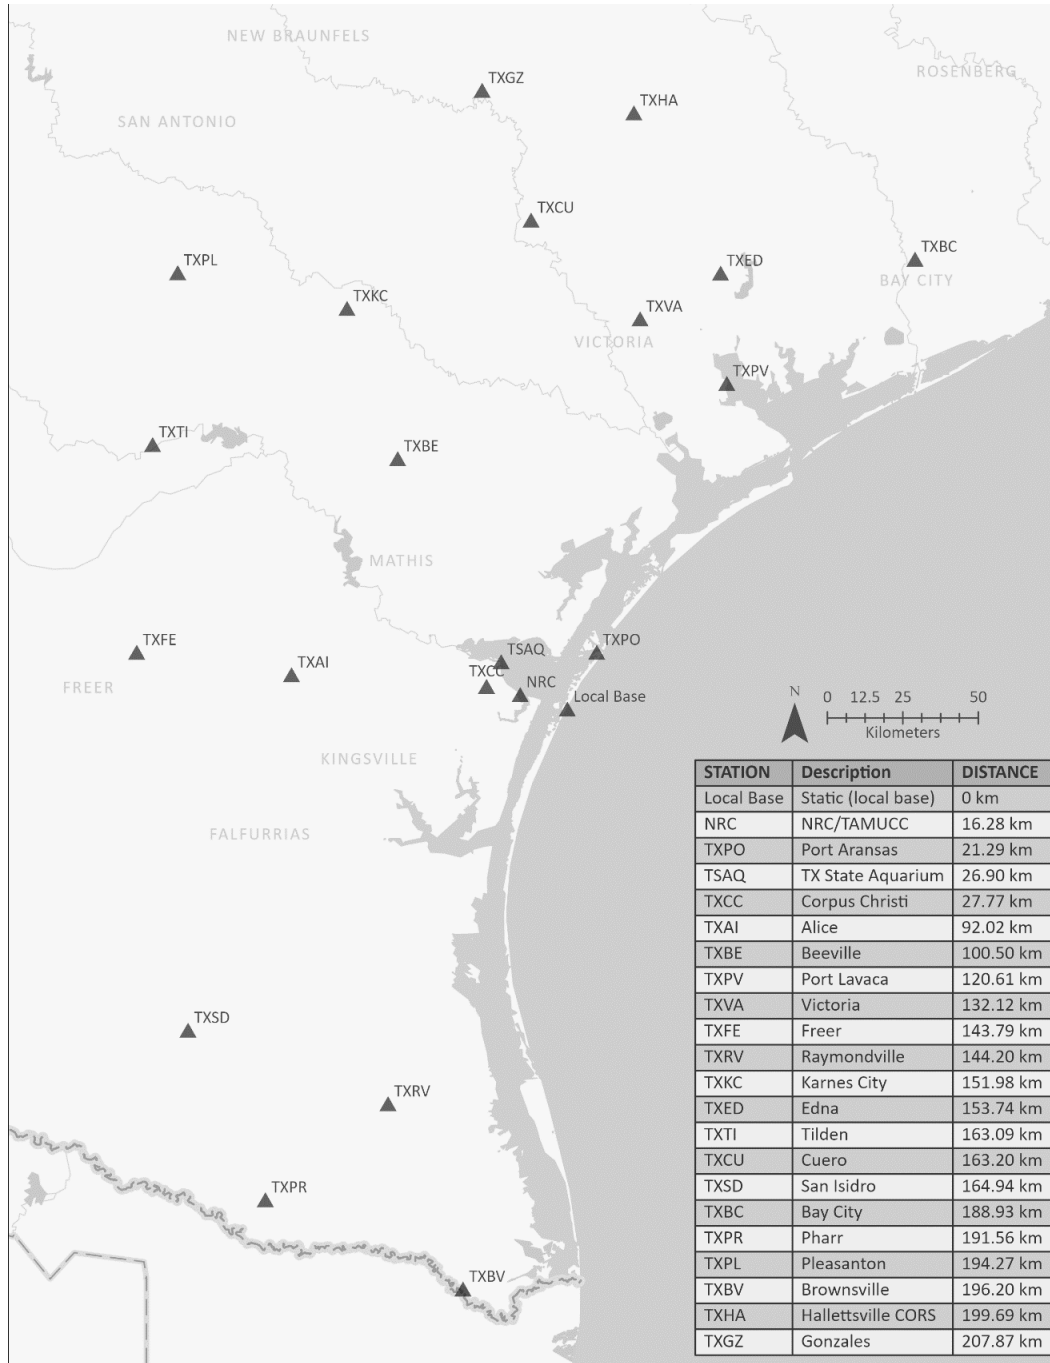 NEW BRAUNFELS
ROSENBERG
TXGZ
TXHA
SAN ANTONIO
TXCU
TXBC
TXPL
TXED
BAY CITY
TXKC
TXVA
VICTORIA
TXPV
TXTI
TXBE
MATHIS
TXFE
TXPO
TSAQ
TXAI
TXCC
NRC
FREER
Local Base
N
0 12.5 25 50
Kilometers
KINGSVILLE
FALFURRIAS
STATION Description DISTANCE
Local Base Static (local base) 0 km
NRC NRC/TAMUCC 16.28 km
TXPO Port Aransas 21.29 km
TSAQ TX State Aquarium 26.90 km
TXCC Corpus Christi 27.77 km
TXAI Alice 92.02 km
TXBE Beeville 100.50 km
TXPV Port Lavaca 120.61 km
TXVA Victoria 132.12 km
TXFE Freer 143.79 km
TXRV Raymondville 144.20 km
TXKC Karnes City 151.98 km
TXED Edna 153.74 km
TXTI Tilden 163.09 km
TXCU Cuero 163.20 km
TXSD San Isidro 164.94 km
TXBC Bay City 188.93 km
TXPR Pharr 191.56 km
TXPL Pleasanton 194.27 km
TXBV Brownsville 196.20 km
TXHA Hallettsville CORS 199.69 km
TXGZ Gonzales 207.87 km
TXSD
TXRV
TXPR
TXBV